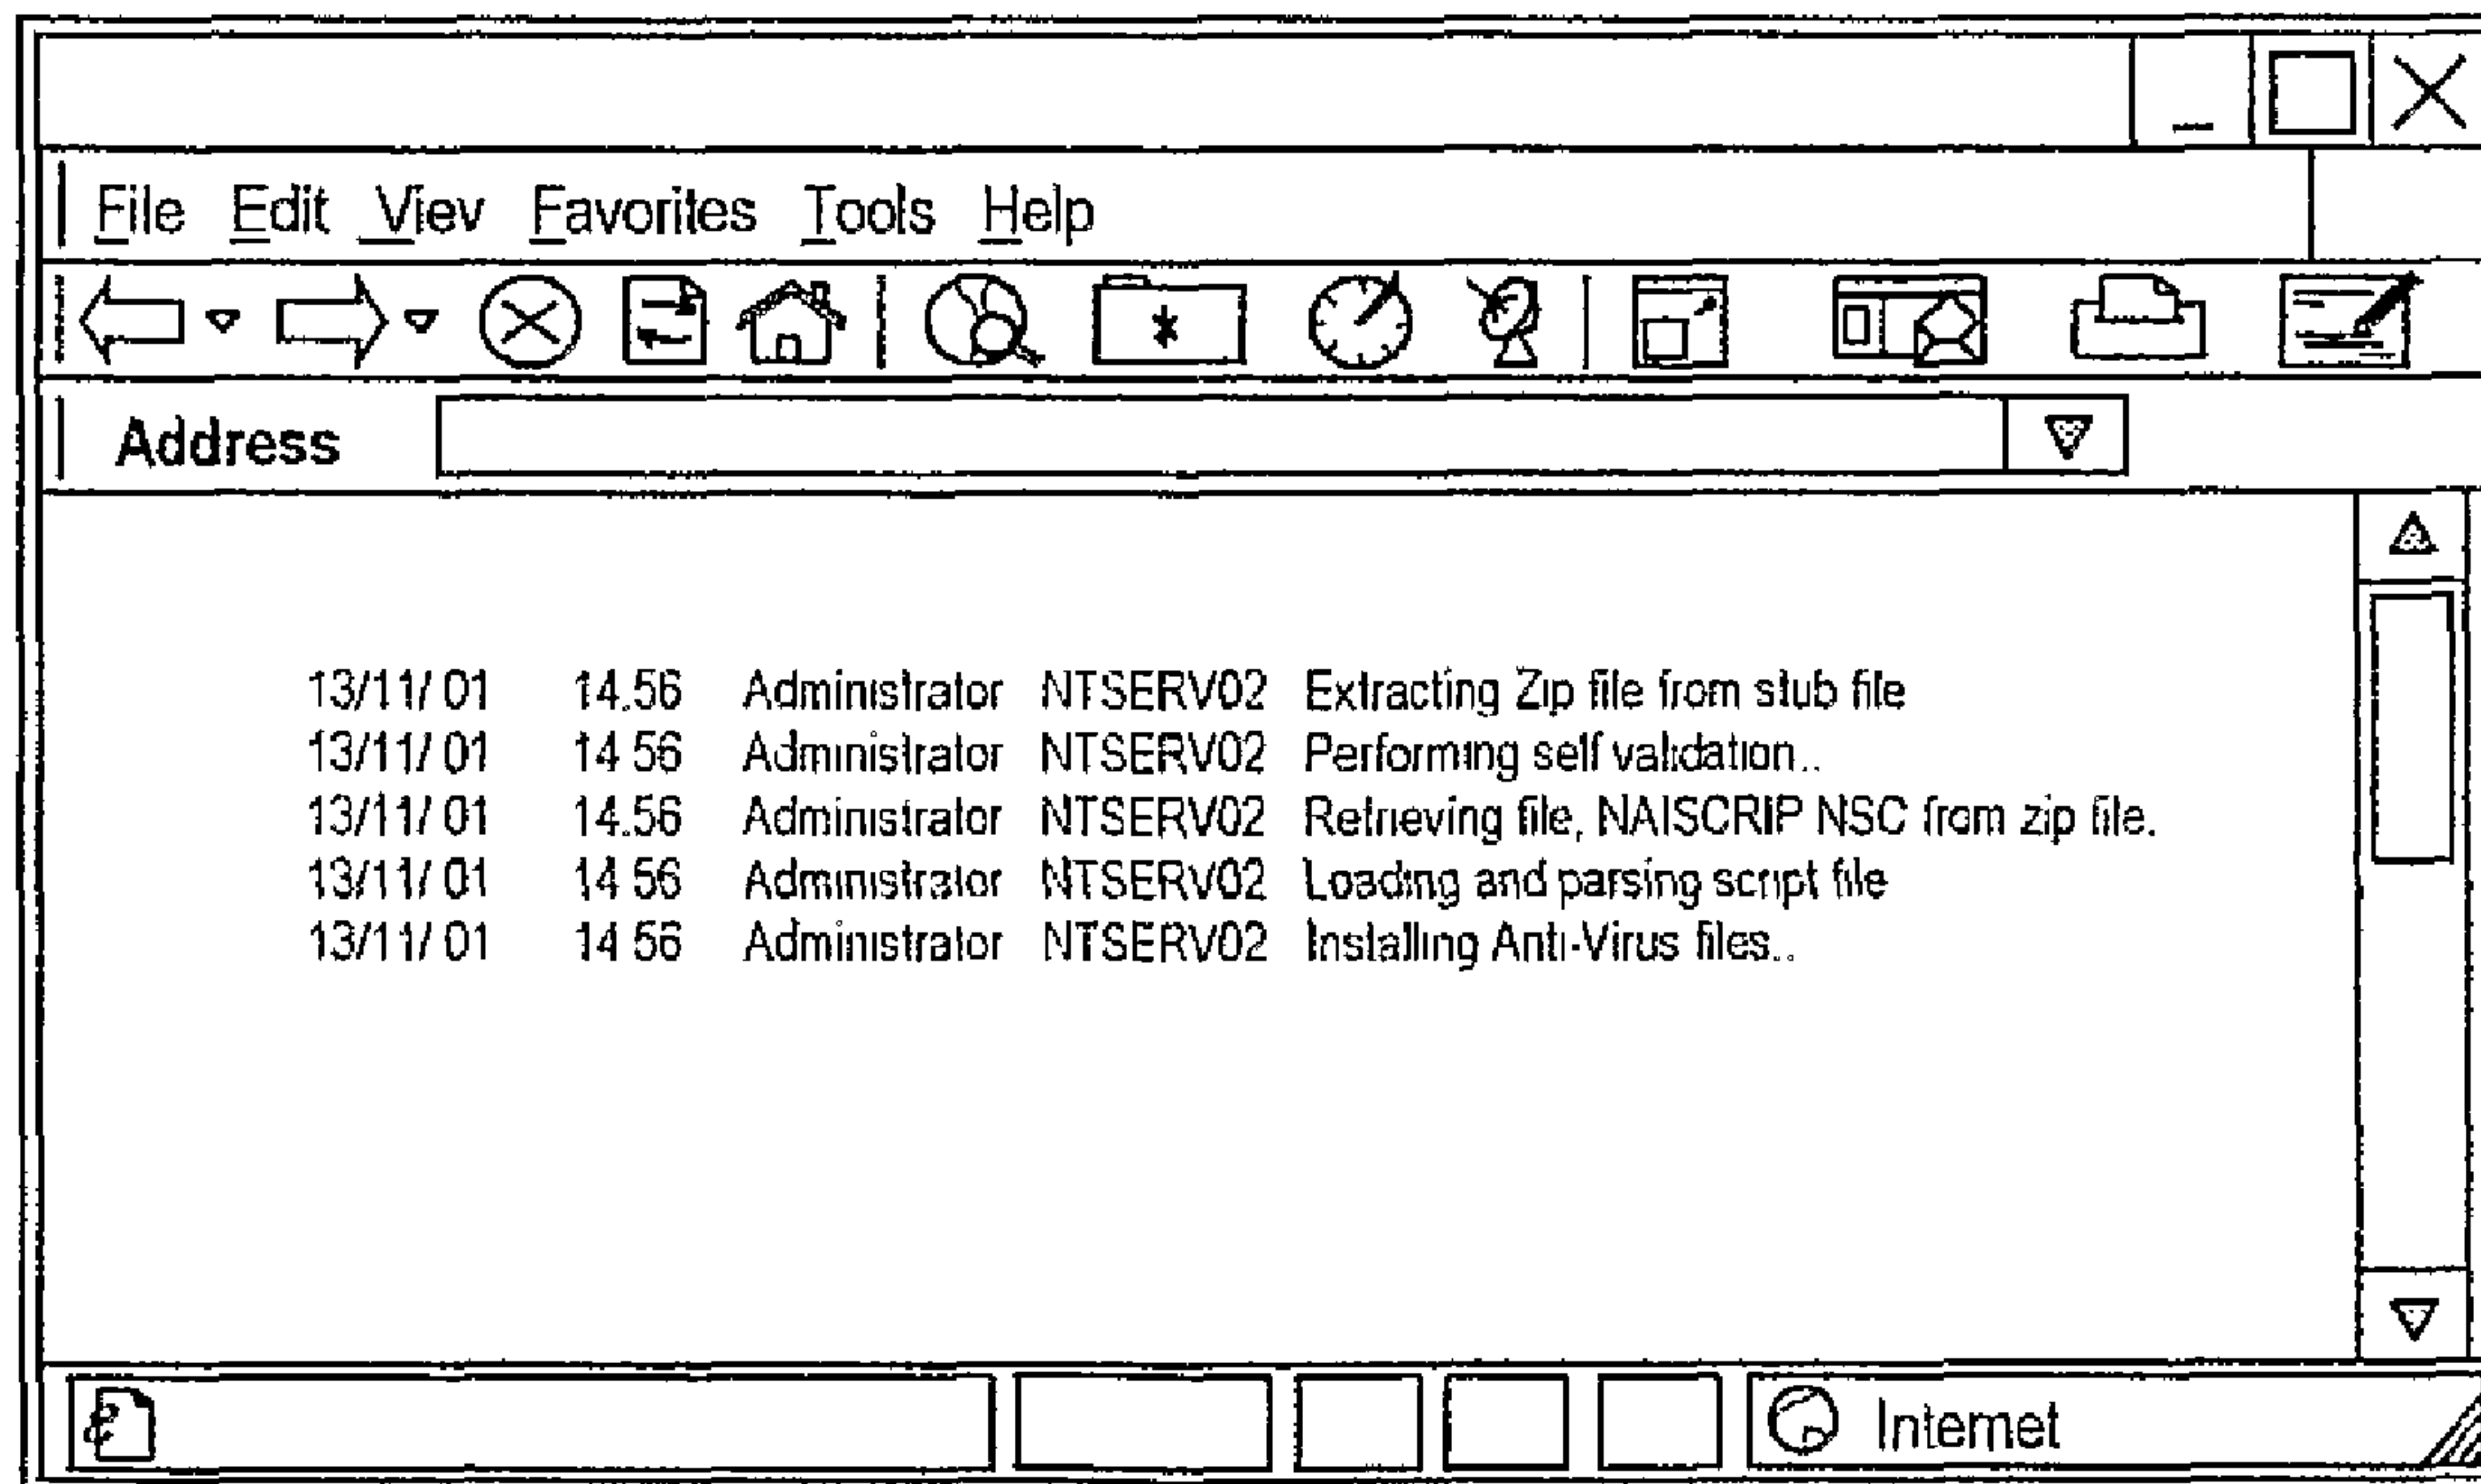 File Edit Viev Favorites Tools Help
Address
13/11/ 01 14.56 Administrator NTSERV02 Extracting Zip file from stub file
13/11/ 01 14 56 Administrator NTSERV02 Performing self validation..
13/11/ 01 14.56 Administrator NTSERV02 Retrieving file, NAISCRIP NSC from zip file.
13/11/ 01 14 56 Administrator NTSERV02 Loading and parsing script file
13/11/ 01 14 56 Administrator NTSERV02 Installing Anti-Virus files..
Internet